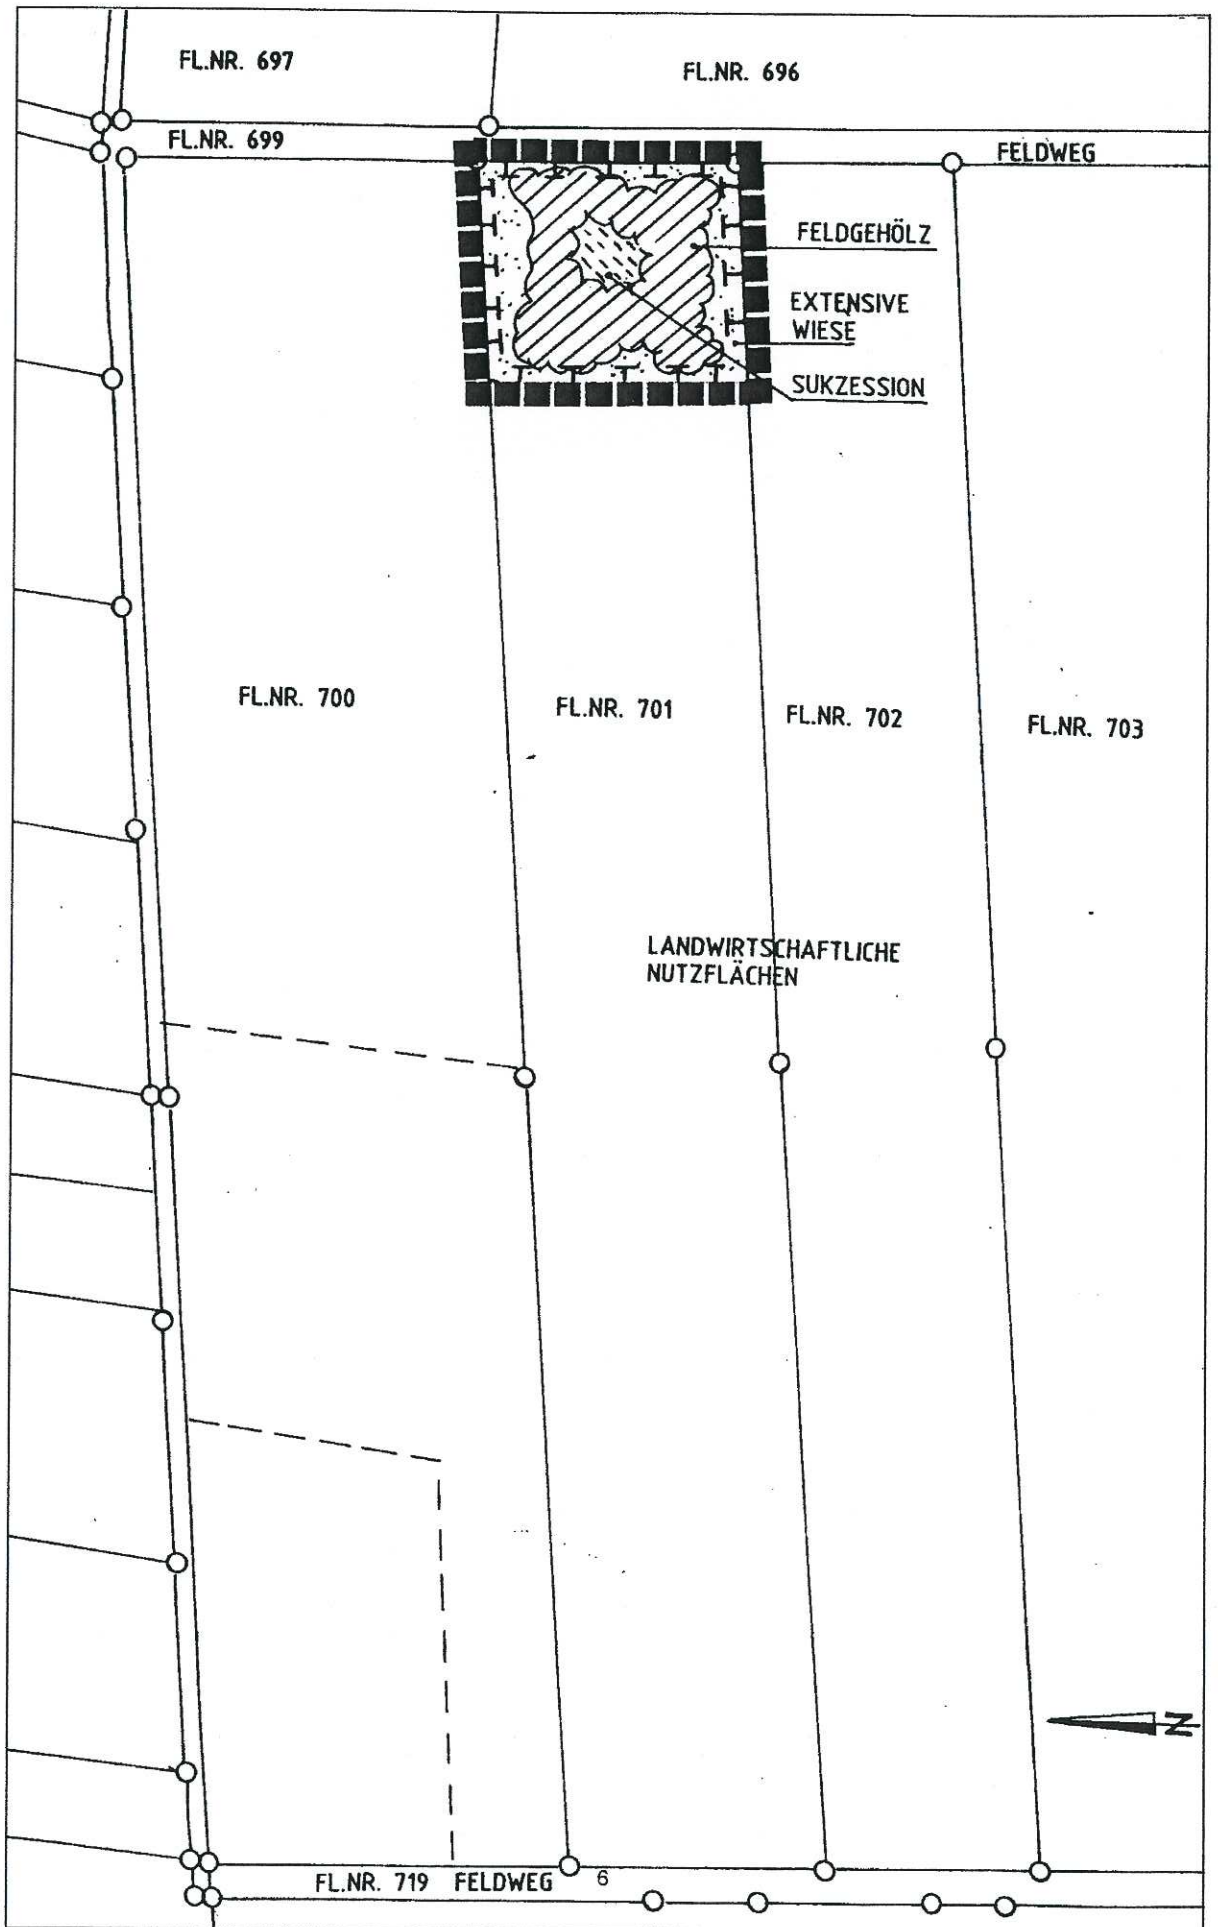 FL.NR. 697
FL.NR. 696
FL.NR. 699
FELDWEG
FELDGEHÖLZ
EXTENSIVE
WIESE
SUKZESSION
FL.NR. 700
FL.NR. 701
FL.NR. 702
FL.NR. 703
LANDWIRTSCHAFTLICHE
NUTZFLÄCHEN
N
FL.NR. 719 FELDWEG
6